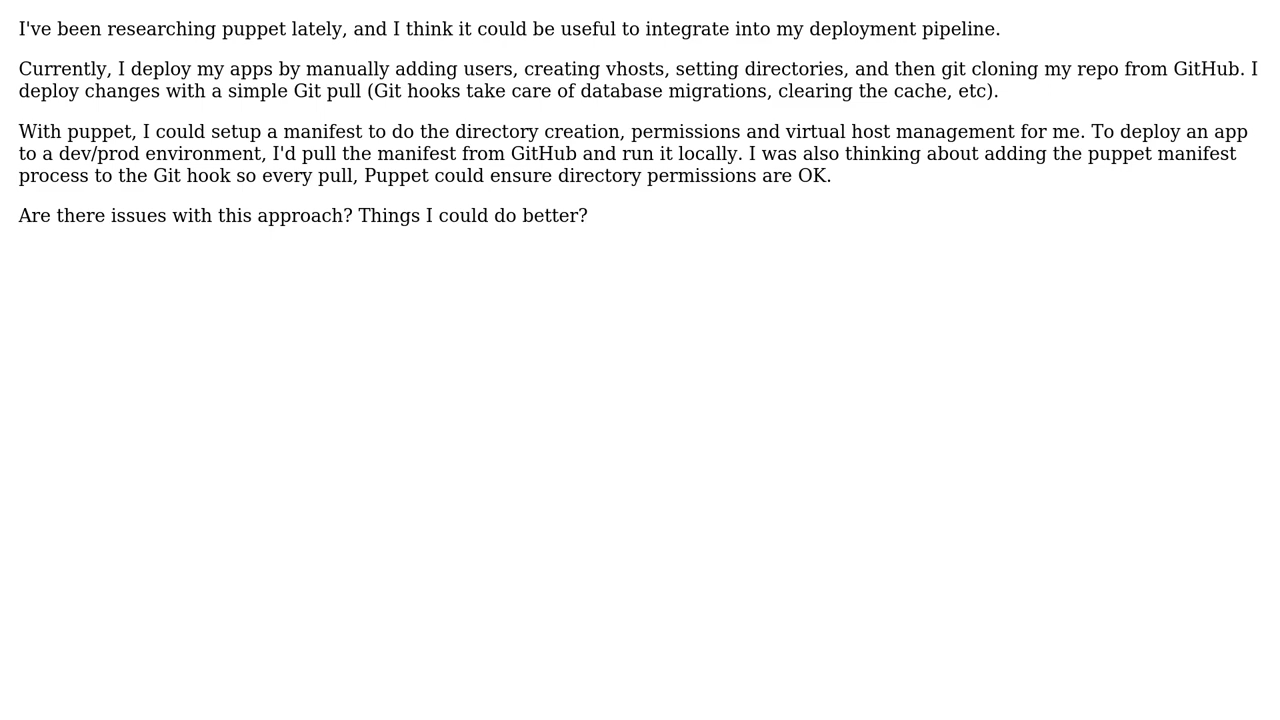 I've been researching puppet lately, and I think it could be useful to integrate into my deployment pipeline.
Currently, I deploy my apps by manually adding users, creating vhosts, setting directories, and then git cloning my repo from GitHub. I
deploy changes with a simple Git pull (Git hooks take care of database migrations, clearing the cache, etc).
With puppet, I could setup a manifest to do the directory creation, permissions and virtual host management for me. To deploy an app
to a dev/prod environment, I'd pull the manifest from GitHub and run it locally. I was also thinking about adding the puppet manifest
process to the Git hook so every pull, Puppet could ensure directory permissions are OK.
Are there issues with this approach? Things I could do better?